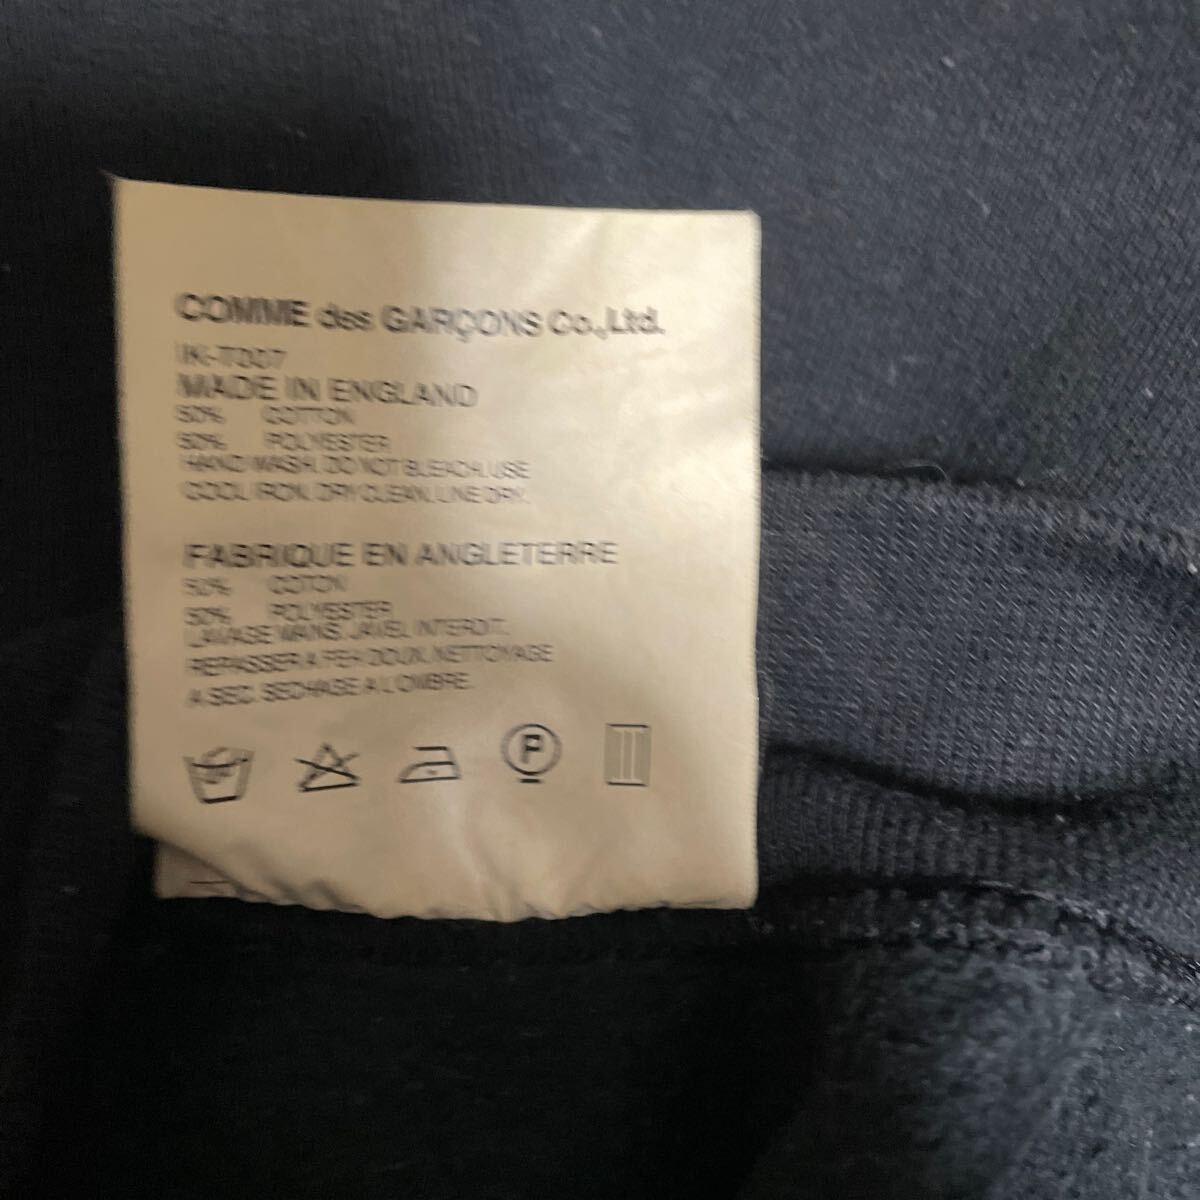 COMME des GARÇONS Co.,Ltd.
IK-T007
MADE IN ENGLAND
50% COTTON
50% POLYESTER
HAND WASH. DO NOT BLEACH. USE
COOL IRON. DRY CLEAN. LINE DRY.
FABRIQUE EN ANGLETERRE
50% COTON
50% POLYESTER
LAVAGE MAINS. JAVEL INTERDIT.
REPASSER A FER DOUX. NETTOYAGE
A SEC. SECHAGE A L'OMBRE.
P